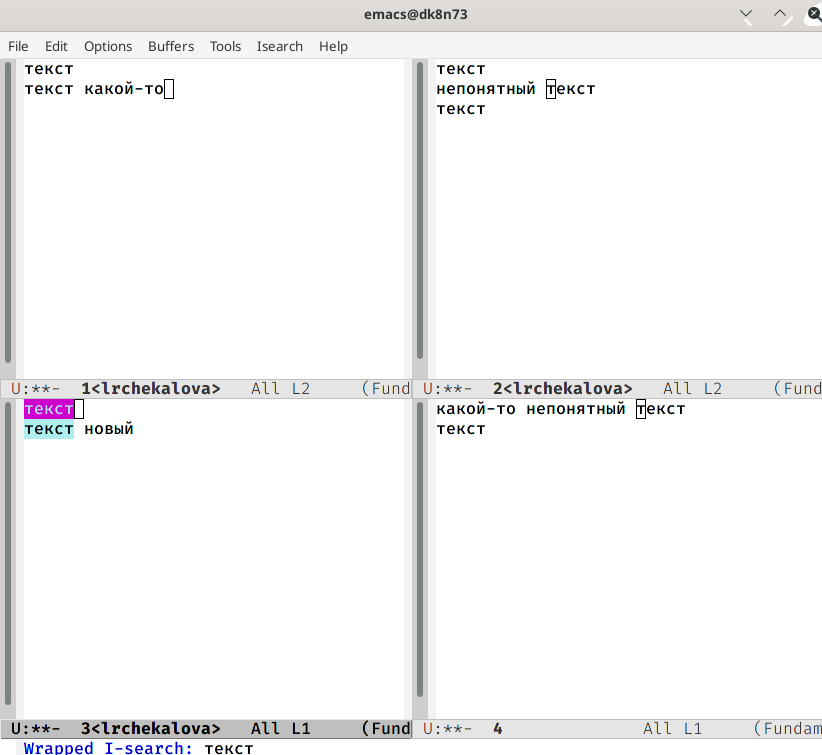 emacs@dk8n73
File Edit Options Buffers Tools Isearch Help
текст
текст какой-то
текст
непонятный текст
текст
U:**- 1<lrchekalova> All L2 (Fund
U:**- 2<lrchekalova> All L2 (Fund
текст
текст новый
какой-то непонятный текст
текст
U:**- 3<lrchekalova> All L1 (Fund
U:**- 4 All L1 (Fundam
Wrapped I-search: текст